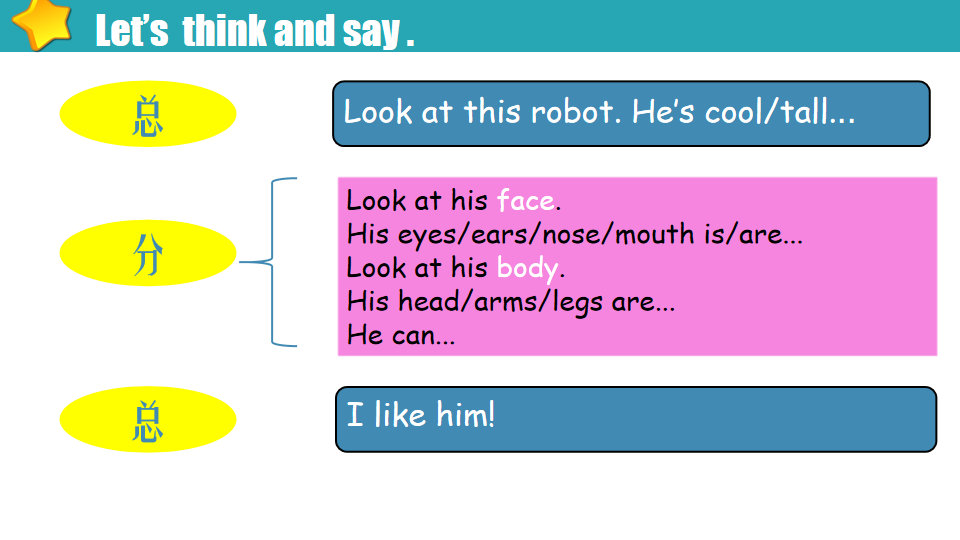 Let's think and say .
总
Look at this robot. He's cool/tall...
分
Look at his face.
His eyes/ears/nose/mouth is/are...
Look at his body.
His head/arms/legs are...
He can...
总
I like him!